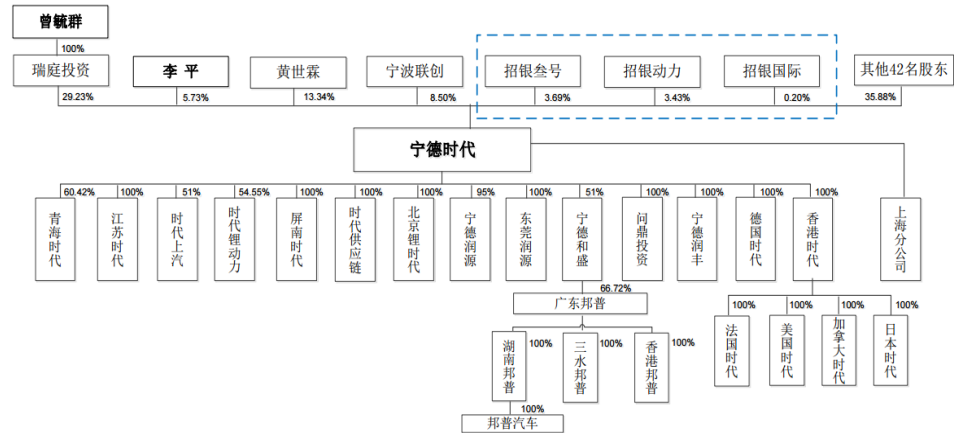 曾毓群
100%
瑞庭投资
李 平
黄世霖
宁波联创
招银叁号
招银动力
招银国际
其他42名股东
29.23%
5.73%
13.34%
8.50%
3.69%
3.43%
0.20%
35.88%
宁德时代
60.42%
100%
51%
54.55%
100%
100%
100%
95%
100%
51%
100%
100%
100%
100%
青海时代
江苏时代
时代上汽
时代锂动力
屏南时代
时代供应链
北京锂时代
宁德润源
东莞润源
宁德和盛
问鼎投资
宁德润丰
德国时代
香港时代
上海分公司
66.72%
广东邦普
100%
100%
100%
湖南邦普
三水邦普
香港邦普
100%
邦普汽车
100%
100%
100%
100%
法国时代
美国时代
加拿大时代
日本时代